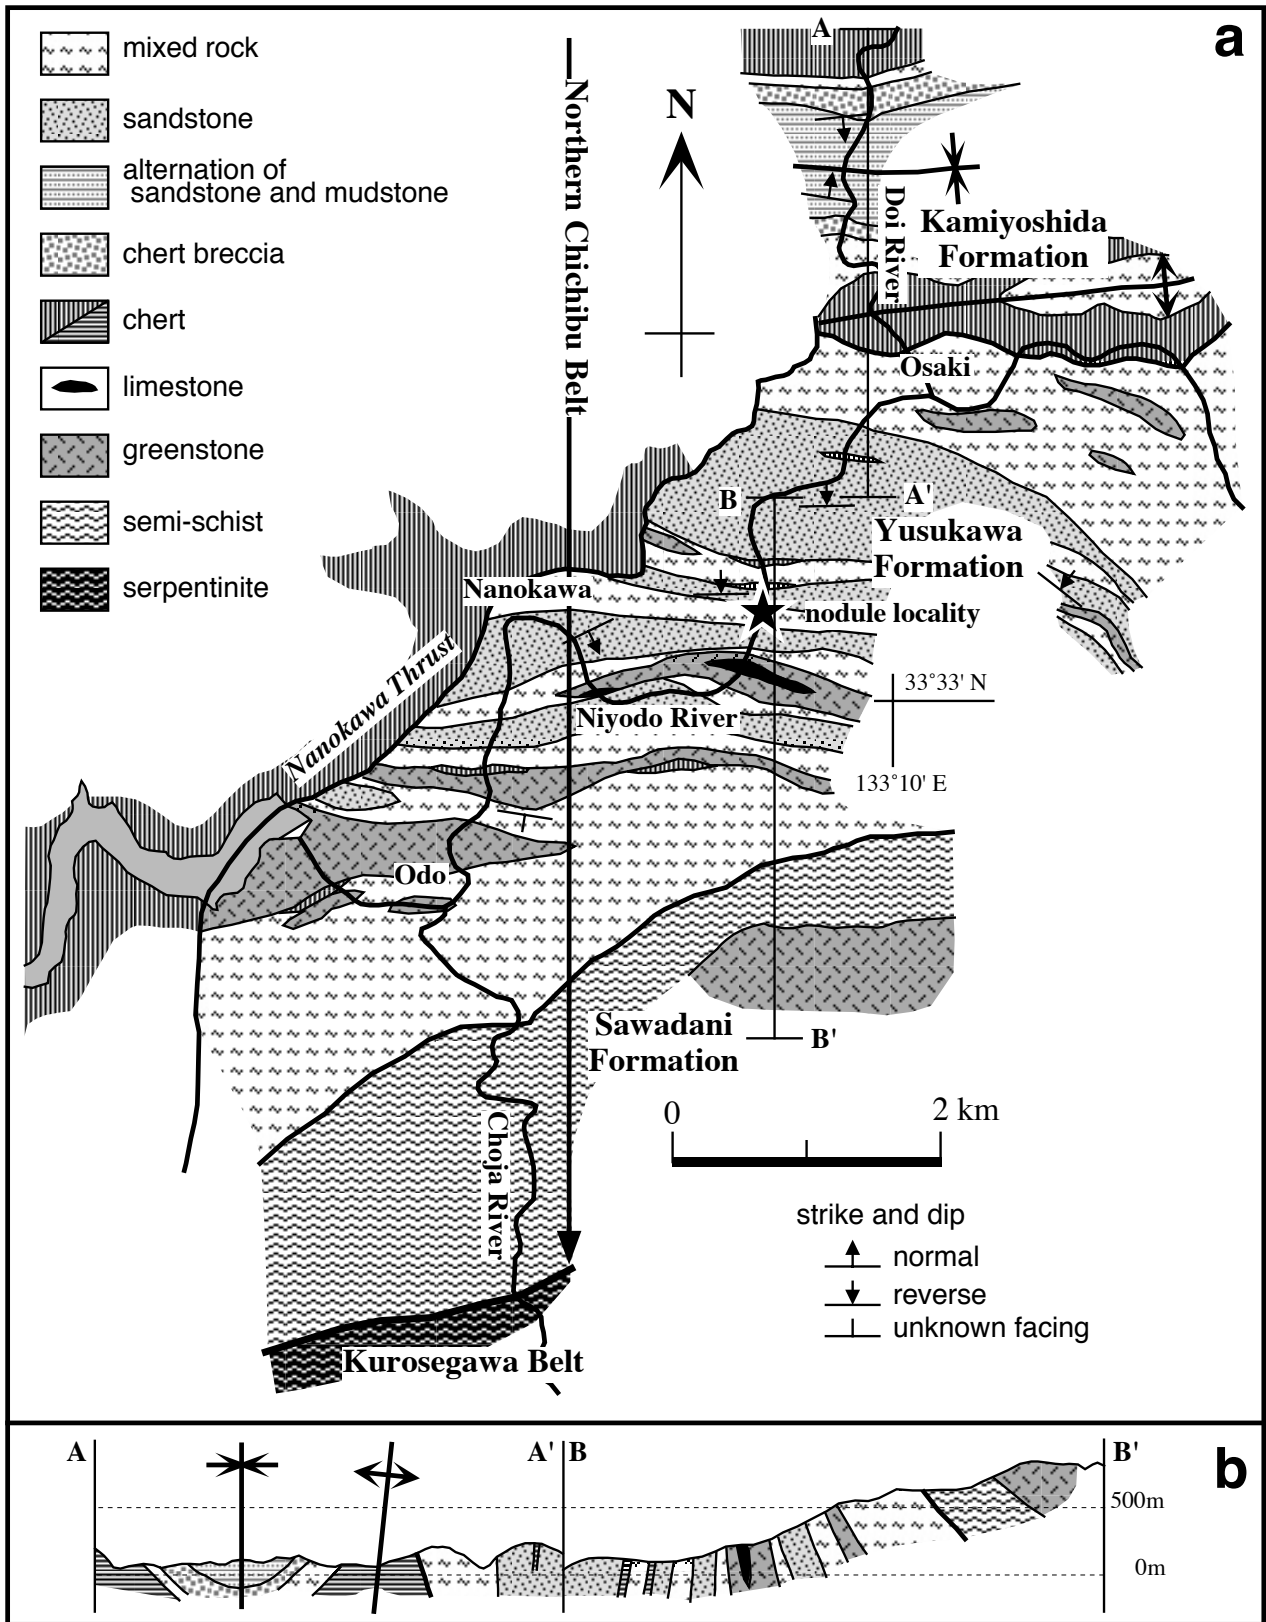 a
mixed rock
sandstone
alternation of
sandstone and mudstone
chert breccia
chert
limestone
greenstone
semi-schist
serpentinite
Northern Chichibu Belt
N
A
Doi River
Kamiyoshida
Formation
Osaki
B
A'
Yusukawa
Formation
Nanokawa
nodule locality
Nanokawa Thrust
33°33' N
Niyodo River
133°10' E
Odo
Sawadani
Formation
B'
Choja River
0
2 km
strike and dip
normal
reverse
unknown facing
Kurosegawa Belt
A
A'
B
B'
b
500m
0m